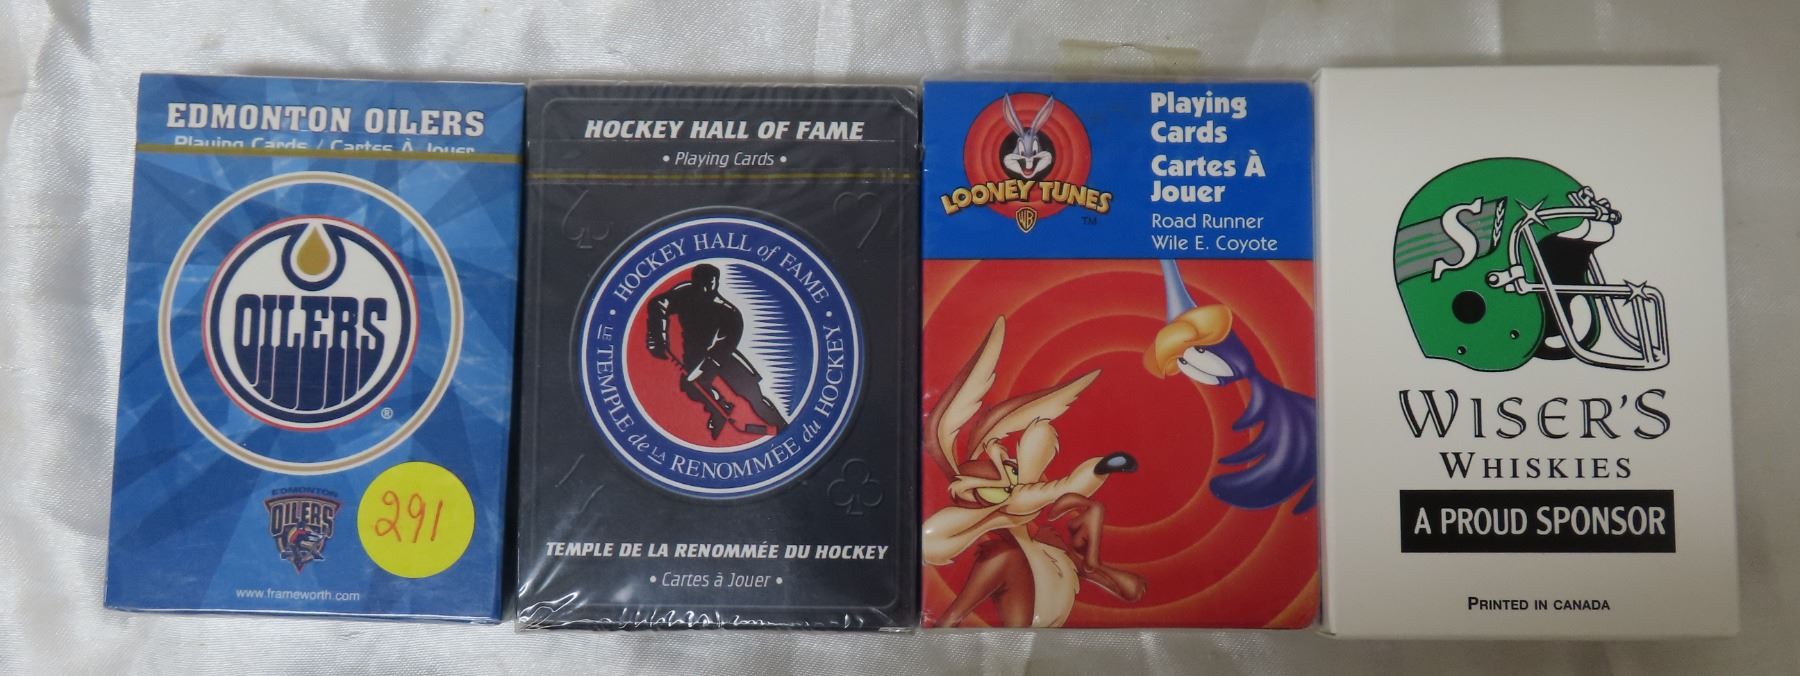 EDMONTON OILERS
Playing Cards / Cartes À Jouer
OILERS
®
EDMONTON
OILERS
291
www.frameworth.com
HOCKEY HALL OF FAME
• Playing Cards •
• HOCKEY HALL of FAME •
LE TEMPLE de LA RENOMMÉE du HOCKEY
TEMPLE DE LA RENOMMÉE DU HOCKEY
• Cartes à Jouer •
LOONEY TUNES
WB
TM
Playing
Cards
Cartes À
Jouer
Road Runner
Wile E. Coyote
S
WISER'S
WHISKIES
A PROUD SPONSOR
PRINTED IN CANADA